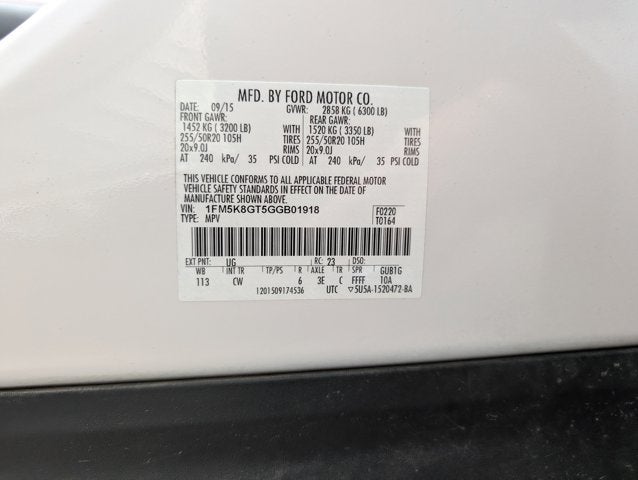 MFD. BY FORD MOTOR CO.
DATE: 09/15 GVWR: 2858 KG ( 6300 LB)
FRONT GAWR: REAR GAWR:
1452 KG ( 3200 LB) WITH 1520 KG ( 3350 LB) WITH
255/50R20 105H TIRES 255/50R20 105H TIRES
20x9.0J RIMS 20x9.0J RIMS
AT 240 kPa/ 35 PSI COLD AT 240 kPa/ 35 PSI COLD
THIS VEHICLE CONFORMS TO ALL APPLICABLE FEDERAL MOTOR
VEHICLE SAFETY STANDARDS IN EFFECT ON THE DATE OF
MANUFACTURE SHOWN ABOVE.
VIN: 1FM5K8GT5GGB01918 F0220
TYPE: MPV T0164
EXT PNT: UG RC: 23 DSO:
WB INT TR TP/PS R AXLE TR SPR GUB1G
113 CW 6 3E C FFFF 10A
1201509174536 UTC ▽5U5A-1520472-BA